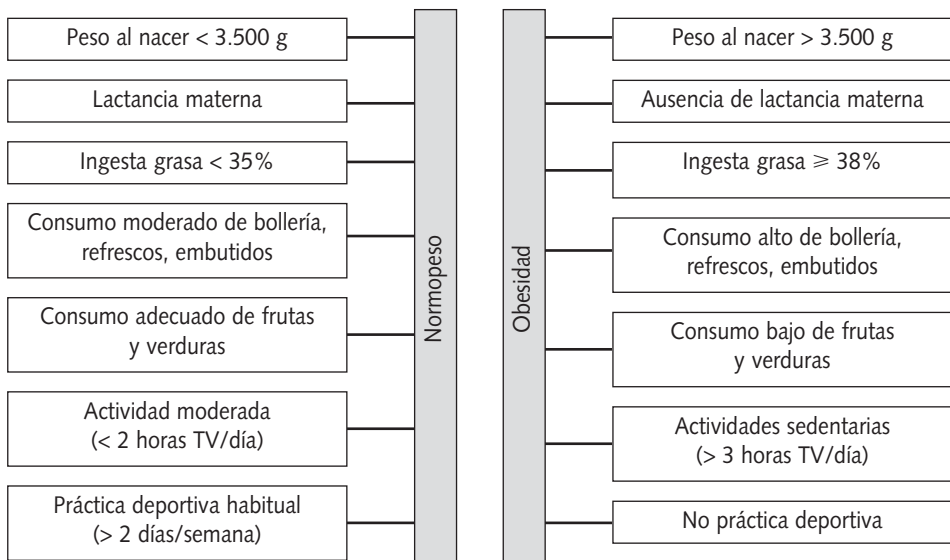 Peso al nacer < 3.500 g
Lactancia materna
Ingesta grasa < 35%
Consumo moderado de bollería,
refrescos, embutidos
Consumo adecuado de frutas
y verduras
Actividad moderada
(< 2 horas TV/día)
Práctica deportiva habitual
(> 2 días/semana)
Normopeso
Obesidad
Peso al nacer > 3.500 g
Ausencia de lactancia materna
Ingesta grasa ⩾ 38%
Consumo alto de bollería,
refrescos, embutidos
Consumo bajo de frutas
y verduras
Actividades sedentarias
(> 3 horas TV/día)
No práctica deportiva